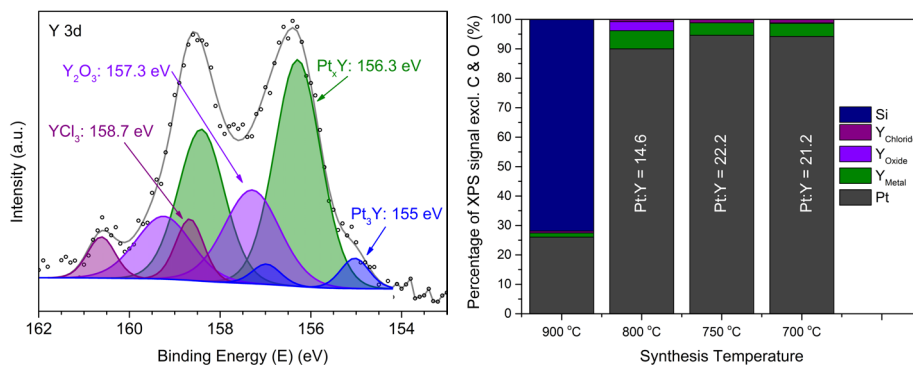 Y 3d
Y₂O₃: 157.3 eV
PtₓY: 156.3 eV
YCl₃: 158.7 eV
Pt₃Y: 155 eV
Intensity (a.u.)
162 160 158 156 154
Binding Energy (E) (eV)
Percentage of XPS signal excl. C & O (%)
100
90
80
70
60
50
40
30
20
10
0
Pt:Y = 14.6
Pt:Y = 22.2
Pt:Y = 21.2
Si
Y Chlorid
Y Oxide
Y Metal
Pt
900 °C 800 °C 750 °C 700 °C
Synthesis Temperature